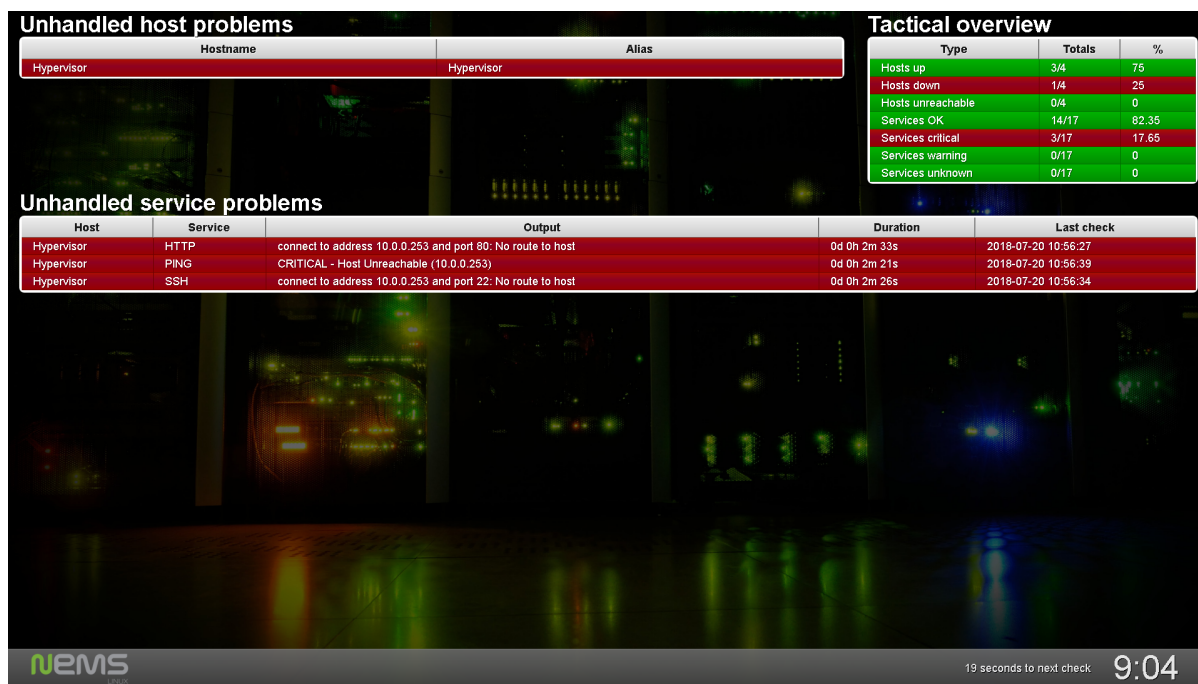 Unhandled host problems
Hostname Alias
Hypervisor Hypervisor
Tactical overview
Type Totals %
Hosts up 3/4 75
Hosts down 1/4 25
Hosts unreachable 0/4 0
Services OK 14/17 82.35
Services critical 3/17 17.65
Services warning 0/17 0
Services unknown 0/17 0
Unhandled service problems
Host Service Output Duration Last check
Hypervisor HTTP connect to address 10.0.0.253 and port 80: No route to host 0d 0h 2m 33s 2018-07-20 10:56:27
Hypervisor PING CRITICAL - Host Unreachable (10.0.0.253) 0d 0h 2m 21s 2018-07-20 10:56:39
Hypervisor SSH connect to address 10.0.0.253 and port 22: No route to host 0d 0h 2m 26s 2018-07-20 10:56:34
NEMS
LINUX
19 seconds to next check 9:04